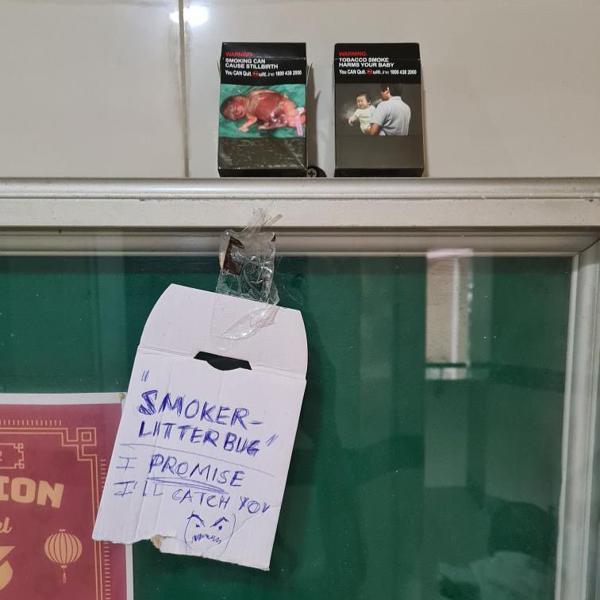 WARNING
SMOKING CAN
CAUSE STILLBIRTH
You CAN Quit. QuitLine 1800 438 2000
WARNING
TOBACCO SMOKE
HARMS YOUR BABY
You CAN Quit. QuitLine 1800 438 2000
"SMOKER-
LITTERBUG"
I PROMISE
I'LL CATCH YOU
ION